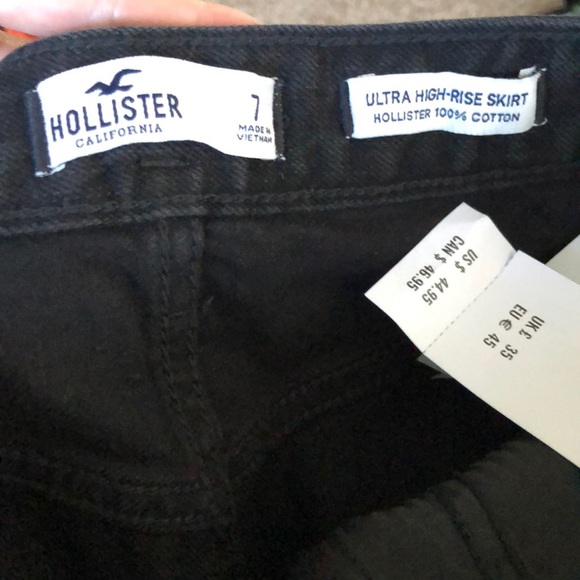 HOLLISTER
CALIFORNIA
7
MADE IN
VIETNAM
ULTRA HIGH-RISE SKIRT
HOLLISTER 100% COTTON
US $ 44.95
CAN $ 46.95
UK £ 35
EU € 45